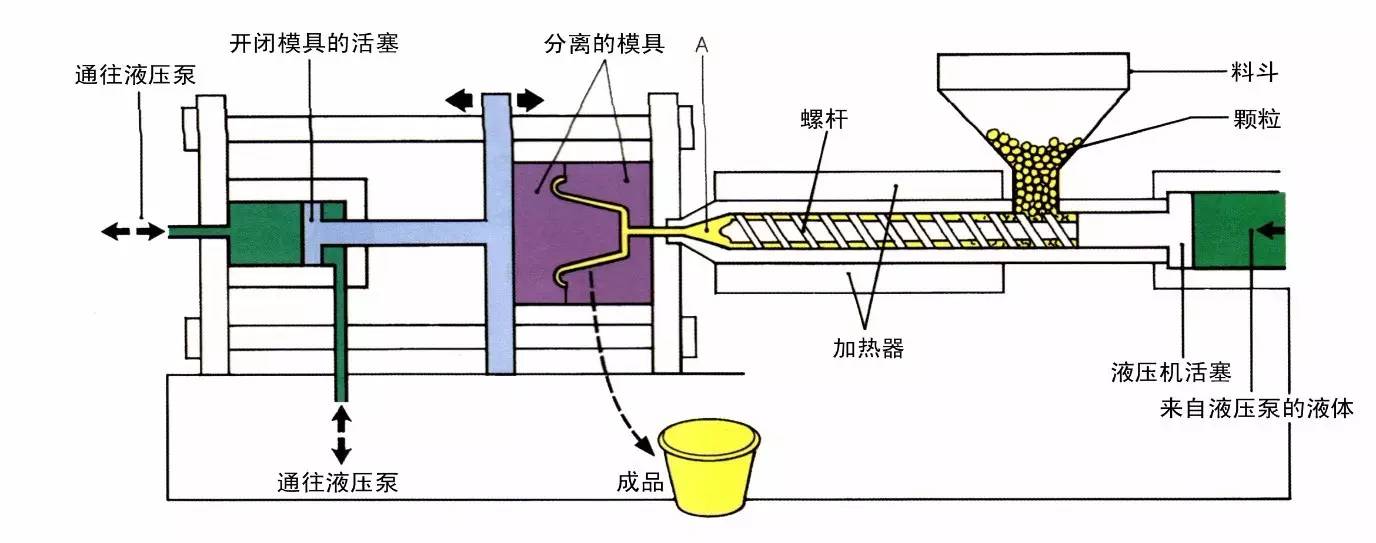 开闭模具的活塞
分离的模具
A
通往液压泵
料斗
颗粒
螺杆
加热器
液压机活塞
来自液压泵的液体
通往液压泵
成品